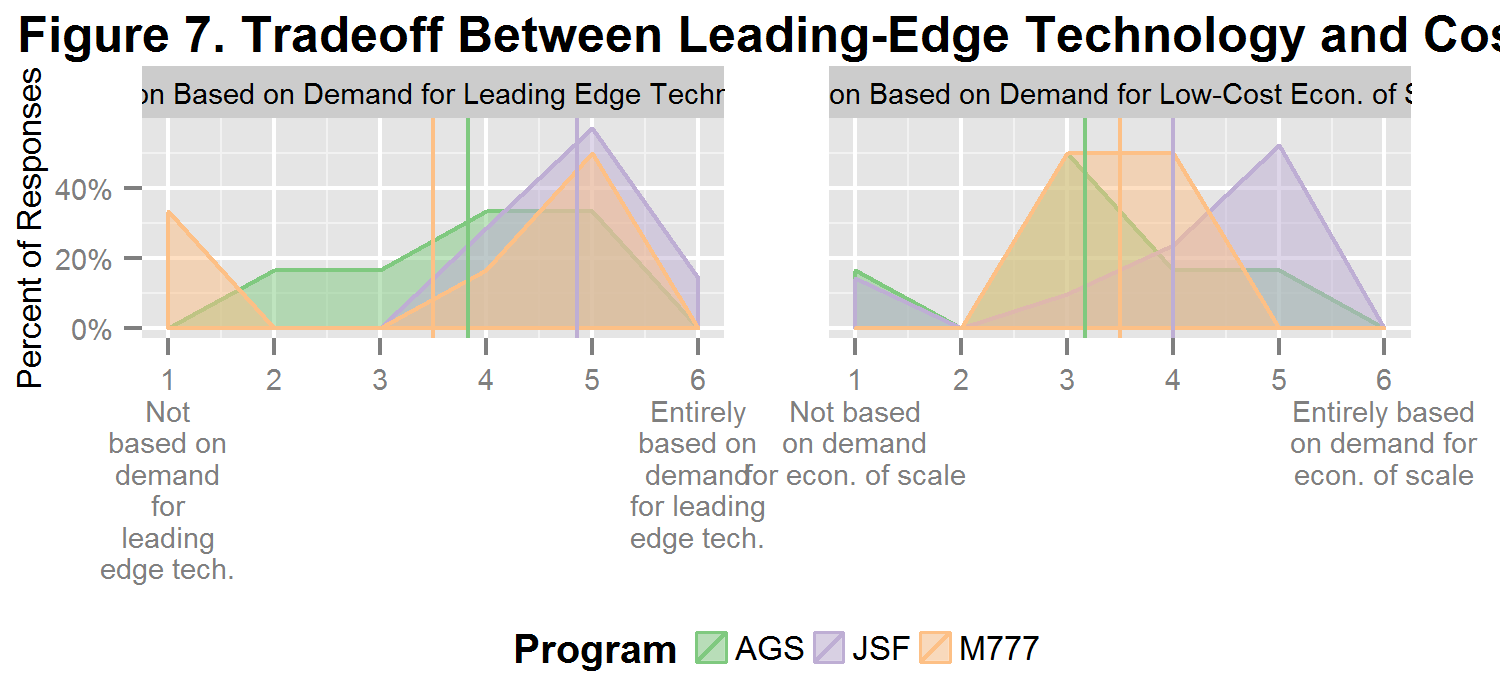 Figure 7. Tradeoff Between Leading-Edge Technology and Cos
on Based on Demand for Leading Edge Techr
on Based on Demand for Low-Cost Econ. of S
Percent of Responses
40%
20%
0%
1 2 3 4 5 6
Not
based on
demand
for
leading
edge tech.
Entirely
based on
demand
for leading
edge tech.
1 2 3 4 5 6
Not based
on demand
for econ. of scale
Entirely based
on demand for
econ. of scale
Program AGS JSF M777